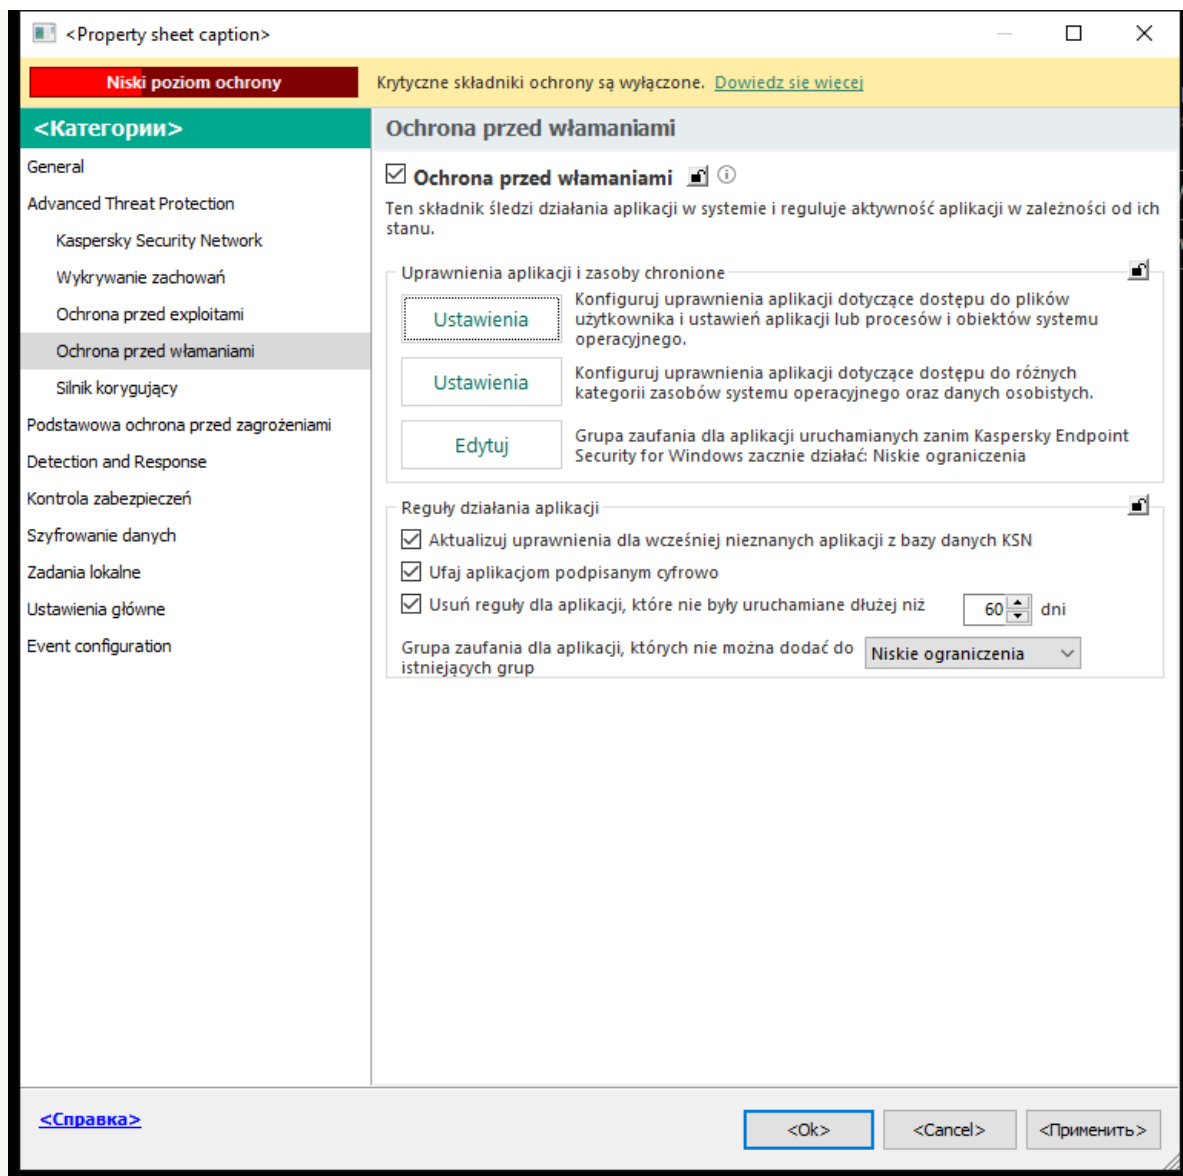 <Property sheet caption>
Niski poziom ochrony
Krytyczne składniki ochrony są wyłączone. Dowiedz się więcej
<Категории>
General
Advanced Threat Protection
Kaspersky Security Network
Wykrywanie zachowań
Ochrona przed exploitami
Ochrona przed włamaniami
Silnik korygujący
Podstawowa ochrona przed zagrożeniami
Detection and Response
Kontrola zabezpieczeń
Szyfrowanie danych
Zadania lokalne
Ustawienia główne
Event configuration
Ochrona przed włamaniami
Ochrona przed włamaniami
Ten składnik śledzi działania aplikacji w systemie i reguluje aktywność aplikacji w zależności od ich
stanu.
Uprawnienia aplikacji i zasoby chronione
Ustawienia
Konfiguruj uprawnienia aplikacji dotyczące dostępu do plików
użytkownika i ustawień aplikacji lub procesów i obiektów systemu
operacyjnego.
Ustawienia
Konfiguruj uprawnienia aplikacji dotyczące dostępu do różnych
kategorii zasobów systemu operacyjnego oraz danych osobistych.
Edytuj
Grupa zaufania dla aplikacji uruchamianych zanim Kaspersky Endpoint
Security for Windows zacznie działać: Niskie ograniczenia
Reguły działania aplikacji
Aktualizuj uprawnienia dla wcześniej nieznanych aplikacji z bazy danych KSN
Ufaj aplikacjom podpisanym cyfrowo
Usuń reguły dla aplikacji, które nie były uruchamiane dłużej niż 60 dni
Grupa zaufania dla aplikacji, których nie można dodać do
istniejących grup
Niskie ograniczenia
<Справка>
<Ok>
<Cancel>
<Применить>